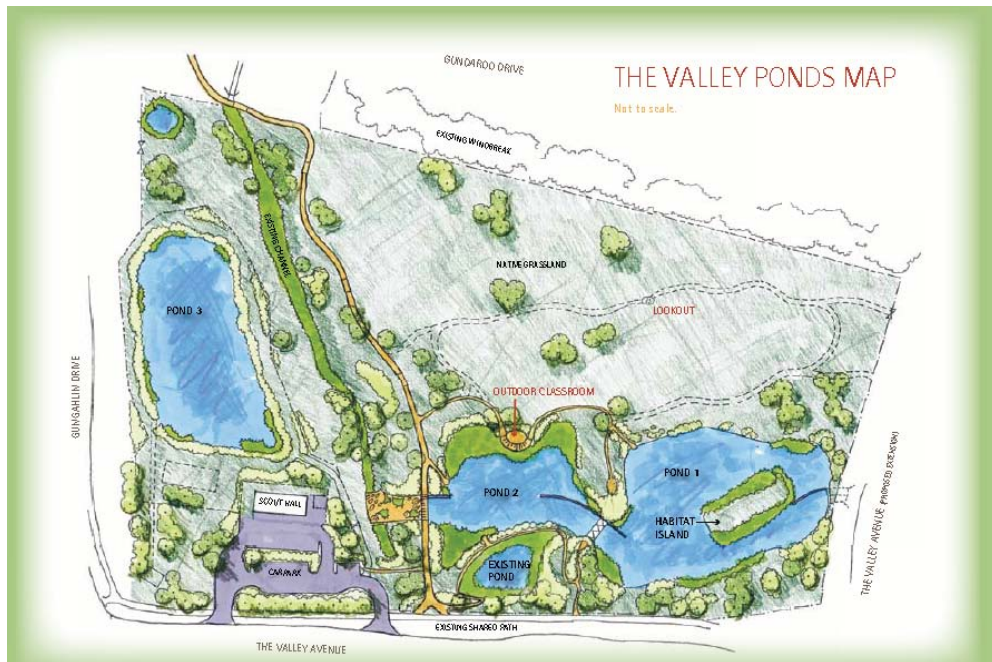 GUNDAROO DRIVE
THE VALLEY PONDS MAP
Not to scale.
EXISTING WINDBREAK
EXISTING CHANNEL
NATIVE GRASSLAND
POND 3
LOOKOUT
GUNGAHLIN DRIVE
OUTDOOR CLASSROOM
POND 1
POND 2
SCOUT HALL
HABITAT
ISLAND
THE VALLEY AVENUE (PROPOSED EXTENSION)
EXISTING
POND
CARPARK
EXISTING SHARED PATH
THE VALLEY AVENUE